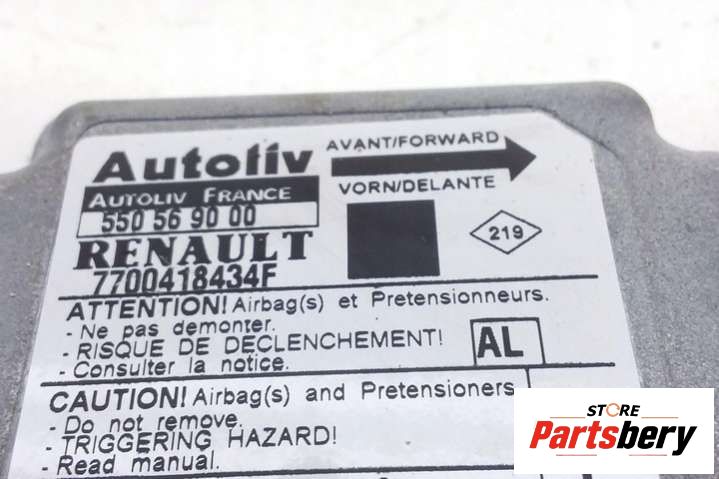 Autoliv
AVANT/FORWARD
AUTOLIV FRANCE
VORN/DELANTE
550 56 90 00
RENAULT
219
7700418434F
ATTENTION! Airbag(s) et Pretensionneurs.
- Ne pas demonter.
- RISQUE DE DECLENCHEMENT!
- Consulter la notice.
AL
CAUTION! Airbag(s) and Pretensioners
- Do not remove.
- TRIGGERING HAZARD!
- Read manual.
STORE
Partsbery